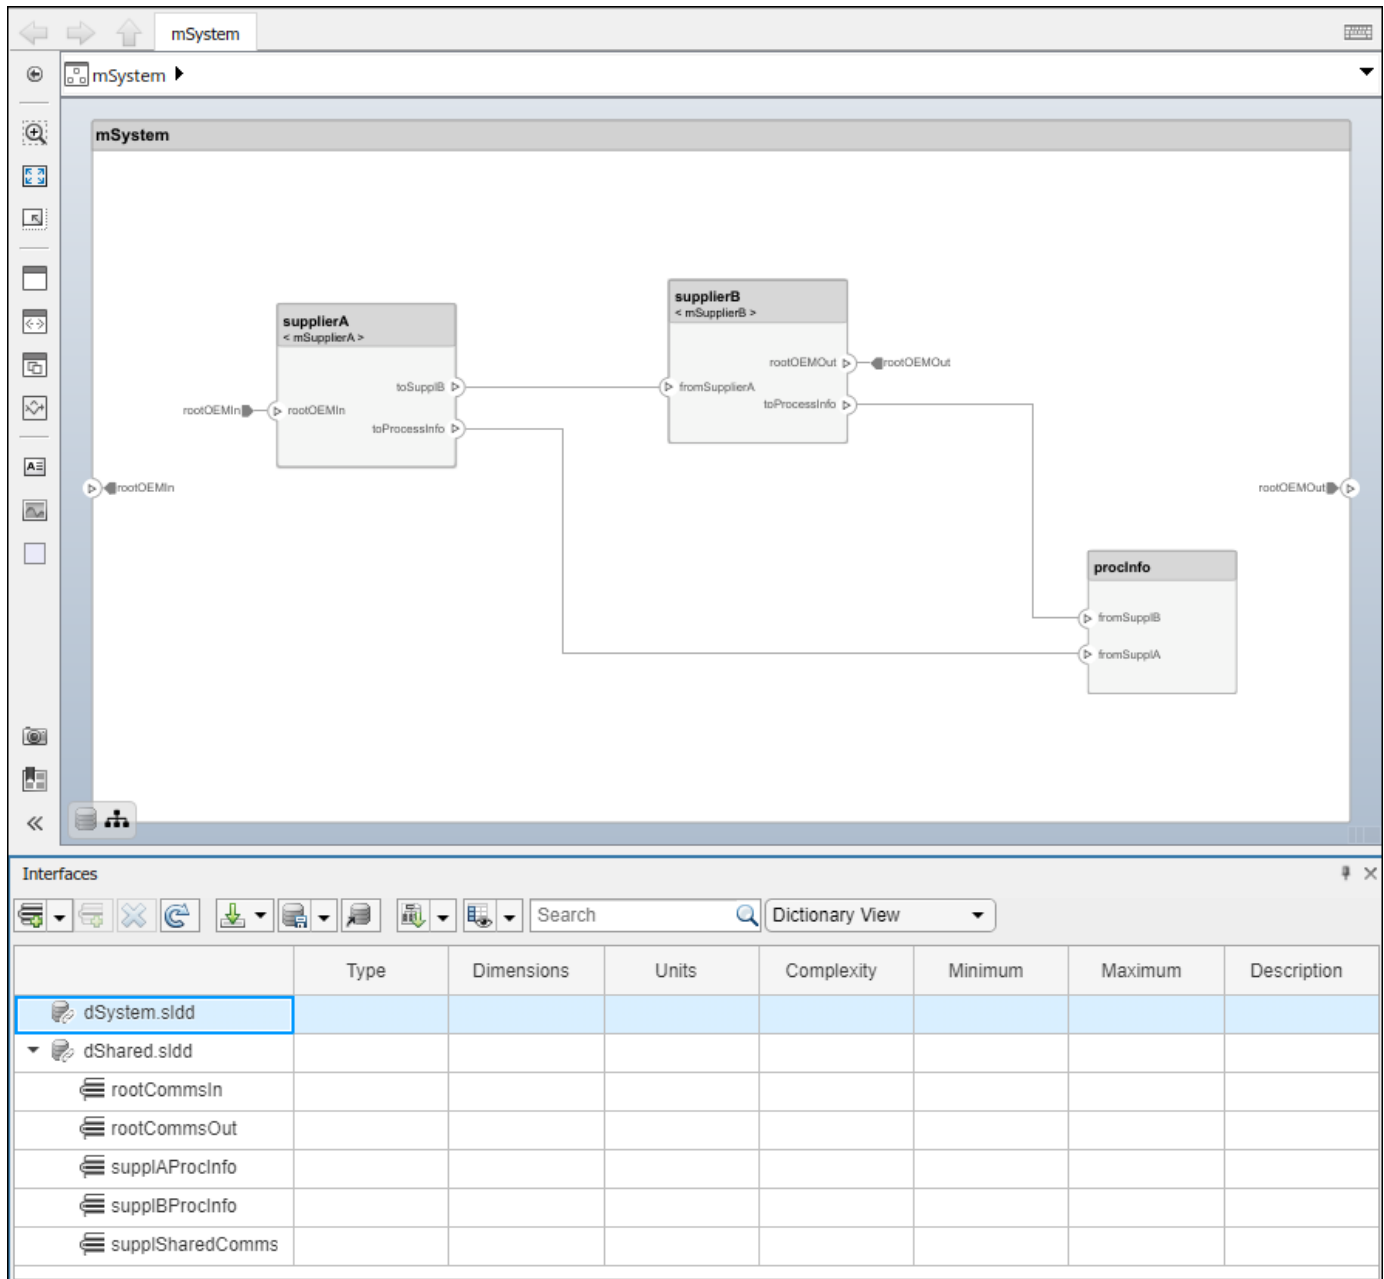 mSystem
mSystem
mSystem
supplierA
< mSupplierA >
toSupplB
rootOEMIn
rootOEMIn
toProcessInfo
supplierB
< mSupplierB >
rootOEMOut
rootOEMOut
fromSupplierA
toProcessInfo
rootOEMIn
rootOEMOut
procInfo
fromSupplB
fromSupplA
Interfaces
Search
Dictionary View
Type Dimensions Units Complexity Minimum Maximum Description
dSystem.sldd
dShared.sldd
rootCommsIn
rootCommsOut
supplAProcInfo
supplBProcInfo
supplSharedComms